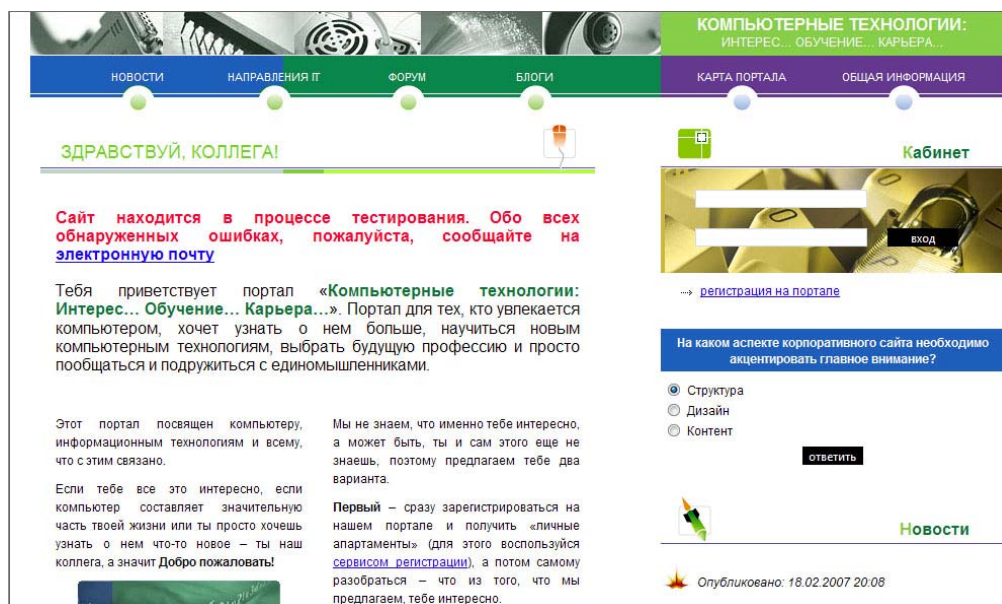 КОМПЬЮТЕРНЫЕ ТЕХНОЛОГИИ:
ИНТЕРЕС... ОБУЧЕНИЕ... КАРЬЕРА...
НОВОСТИ
НАПРАВЛЕНИЯ IT
ФОРУМ
БЛОГИ
КАРТА ПОРТАЛА
ОБЩАЯ ИНФОРМАЦИЯ
ЗДРАВСТВУЙ, КОЛЛЕГА!
Сайт находится в процессе тестирования. Обо всех
обнаруженных ошибках, пожалуйста, сообщайте на
электронную почту
Тебя приветствует портал «Компьютерные технологии:
Интерес... Обучение... Карьера...». Портал для тех, кто увлекается
компьютером, хочет узнать о нем больше, научиться новым
компьютерным технологиям, выбрать будущую профессию и просто
пообщаться и подружиться с единомышленниками.
Этот портал посвящен компьютеру,
информационным технологиям и всему,
что с этим связано.
Если тебе все это интересно, если
компьютер составляет значительную
часть твоей жизни или ты просто хочешь
узнать о нем что-то новое – ты наш
коллега, а значит Добро пожаловать!
Мы не знаем, что именно тебе интересно,
а может быть, ты и сам этого еще не
знаешь, поэтому предлагаем тебе два
варианта.
Первый – сразу зарегистрироваться на
нашем портале и получить «личные
апартаменты» (для этого воспользуйся
сервисом регистрации), а потом самому
разобраться – что из того, что мы
предлагаем, тебе интересно.
Кабинет
вход
регистрация на портале
На каком аспекте корпоративного сайта необходимо
акцентировать главное внимание?
Структура
Дизайн
Контент
ответить
Новости
Опубликовано: 18.02.2007 20:08